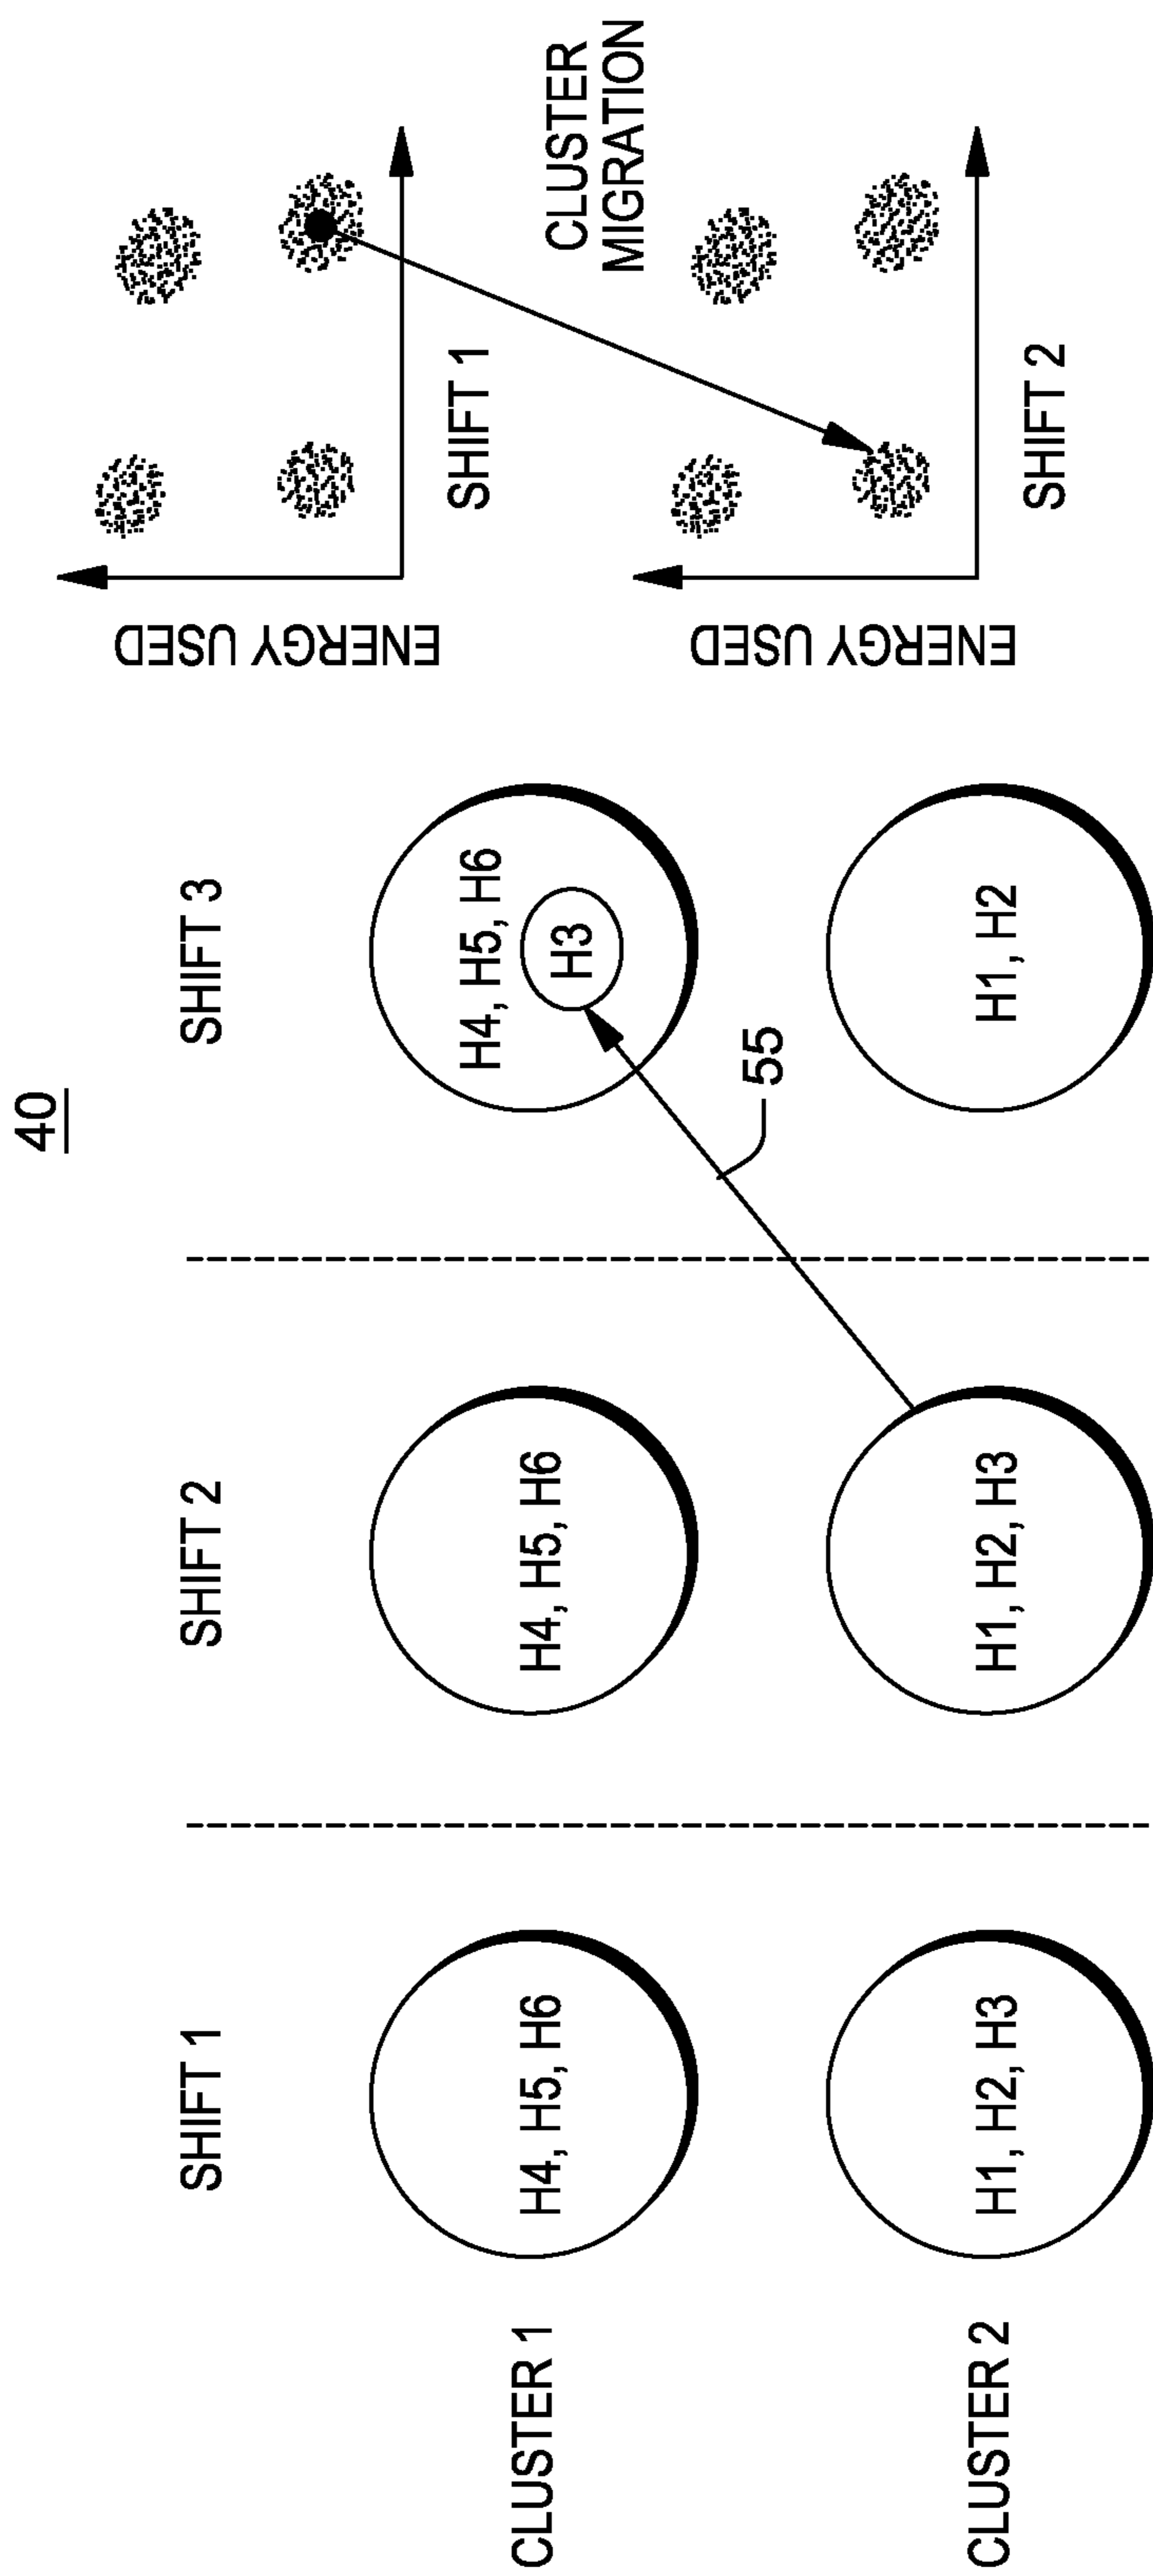 40
SHIFT 1
SHIFT 2
SHIFT 3
CLUSTER 1
H4, H5, H6
H4, H5, H6
H4, H5, H6
H3
55
CLUSTER 2
H1, H2, H3
H1, H2, H3
H1, H2
ENERGY USED
SHIFT 1
CLUSTER
MIGRATION
ENERGY USED
SHIFT 2